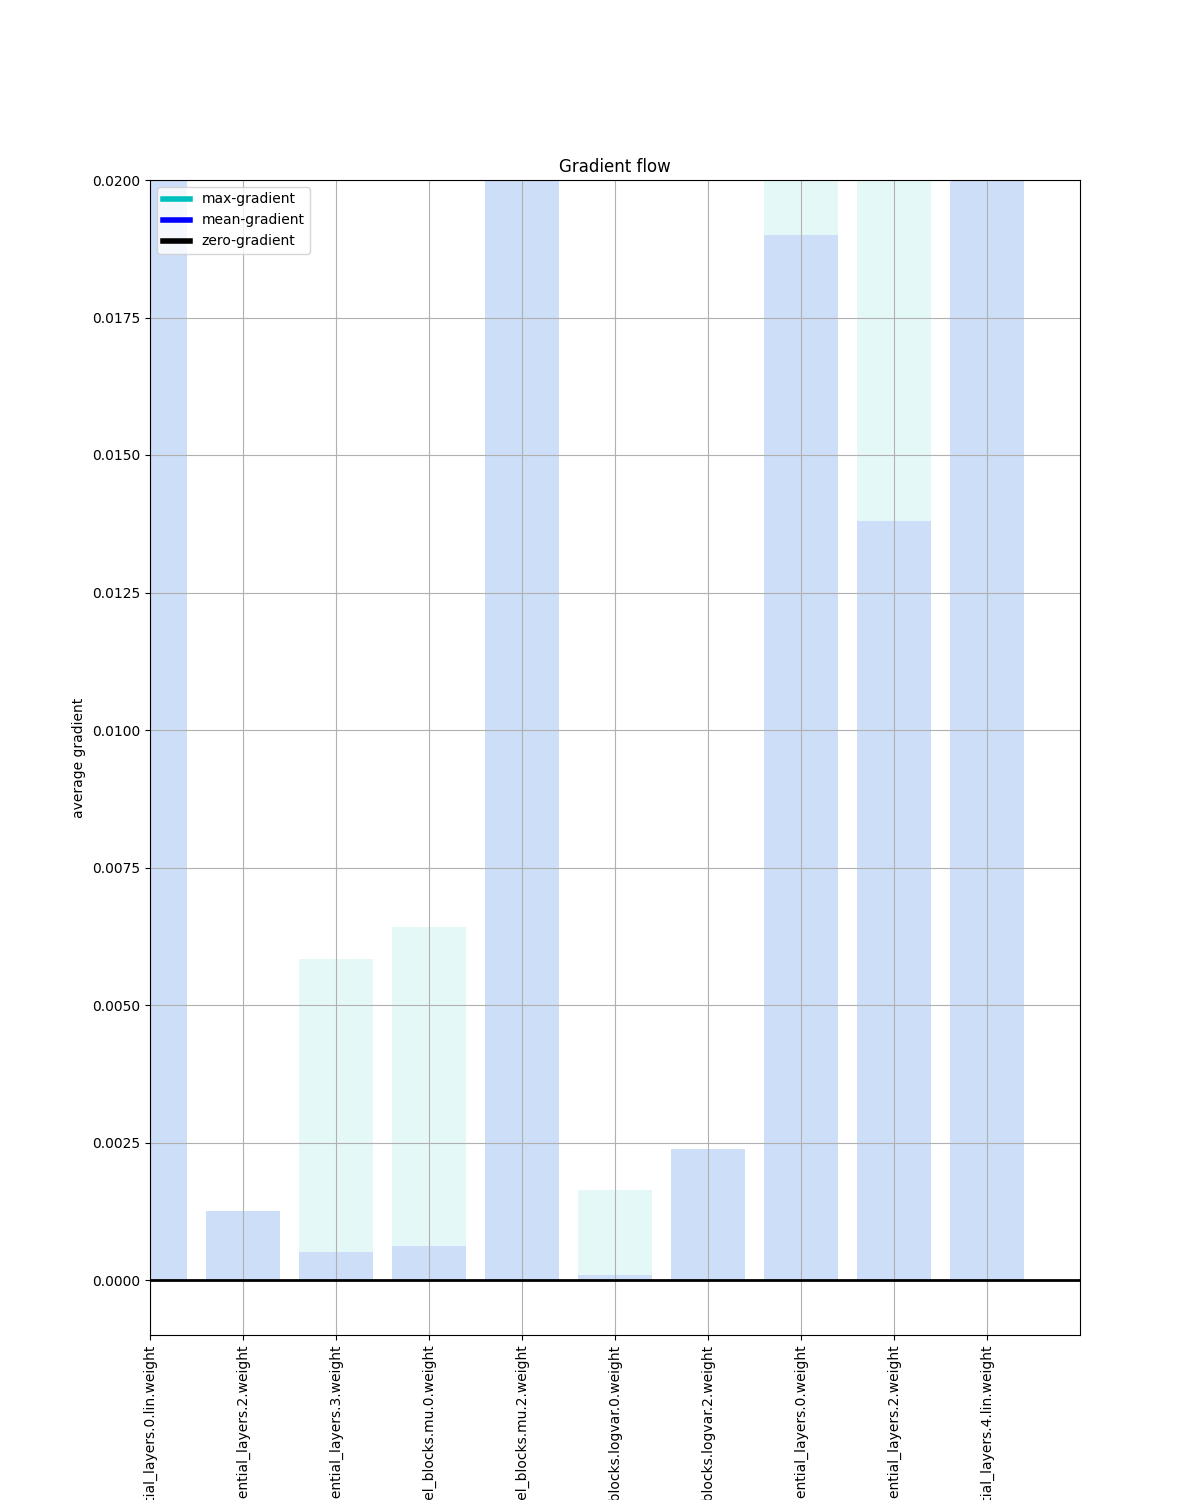 Gradient flow
max-gradient
mean-gradient
zero-gradient
0.0200
0.0175
0.0150
0.0125
0.0100
0.0075
0.0050
0.0025
0.0000
average gradient
tial_layers.0.lin.weight
ential_layers.2.weight
ential_layers.3.weight
el_blocks.mu.0.weight
el_blocks.mu.2.weight
blocks.logvar.0.weight
blocks.logvar.2.weight
ential_layers.0.weight
ential_layers.2.weight
tial_layers.4.lin.weight